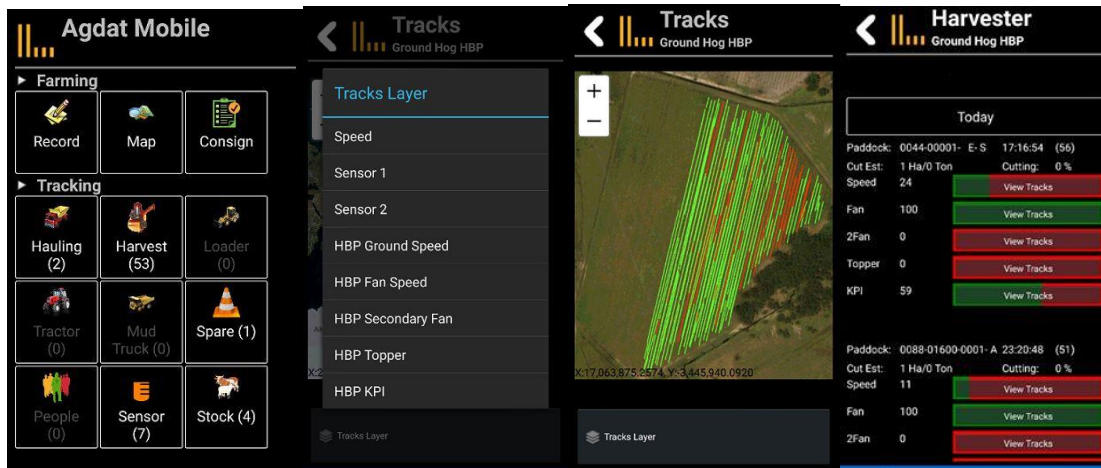 Agdat Mobile
Farming
Record
Map
Consign
Tracking
Hauling
(2)
Harvest
(53)
Loader
(0)
Tractor
(0)
Mud
Truck (0)
Spare (1)
People
(0)
Sensor
(7)
Stock (4)
Tracks
Ground Hog HBP
Tracks Layer
Speed
Sensor 1
Sensor 2
HBP Ground Speed
HBP Fan Speed
HBP Secondary Fan
HBP Topper
HBP KPI
Tracks Layer
Tracks
Ground Hog HBP
+
−
X:17,063,875.2574, Y:-3,445,940.0920
Tracks Layer
Harvester
Ground Hog HBP
Today
Paddock: 0044-00001- E- S 17:16:54 (56)
Cut Est: 1 Ha/0 Ton Cutting: 0 %
Speed 24 View Tracks
Fan 100 View Tracks
2Fan 0 View Tracks
Topper 0 View Tracks
KPI 59 View Tracks
Paddock: 0088-01600-0001- A 23:20:48 (51)
Cut Est: 1 Ha/0 Ton Cutting: 0 %
Speed 11 View Tracks
Fan 100 View Tracks
2Fan 0 View Tracks